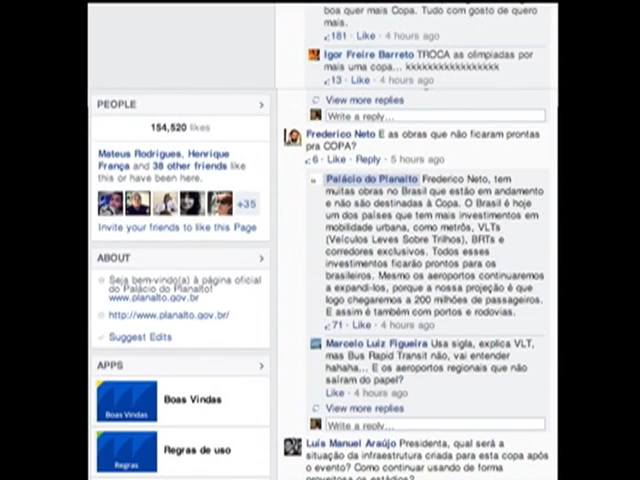 PEOPLE
154,520 likes
Mateus Rodrigues, Henrique
França and 38 other friends like
this or have been here.
+35
Invite your friends to like this Page
ABOUT
Seja bem-vindo(a) à página oficial
do Palácio do Planalto!
www.planalto.gov.br
http://www.planalto.gov.br/
Suggest Edits
APPS
Boas Vindas
Boas Vindas
Regras
Regras de uso
boa quer mais Copa. Tudo com gosto de quero
mais.
181 · Like · 4 hours ago
Igor Freire Barreto TROCA as olimpiadas por
mais uma copa... kkkkkkkkkkkkkkkkk
13 · Like · 4 hours ago
View more replies
Write a reply...
Frederico Neto E as obras que não ficaram prontas
pra COPA?
6 · Like · Reply · 5 hours ago
Palácio do Planalto Frederico Neto, tem
muitas obras no Brasil que estão em andamento
e não são destinadas à Copa. O Brasil é hoje
um dos países que tem mais investimentos em
mobilidade urbana, como metrôs, VLTs
(Veículos Leves Sobre Trilhos), BRTs e
corredores exclusivos. Todos esses
investimentos ficarão prontos para os
brasileiros. Mesmo os aeroportos continuaremos
a expandi-los, porque a nossa projeção é que
logo chegaremos a 200 milhões de passageiros.
E assim é também com portos e rodovias.
71 · Like · 4 hours ago
Marcelo Luiz Figueira Usa sigla, explica VLT,
mas Bus Rapid Transit não, vai entender
hahaha... E os aeroportos regionais que não
saíram do papel?
Like · 4 hours ago
View more replies
Write a reply...
Luís Manuel Araújo Presidenta, qual será a
situação da infraestrutura criada para esta copa após
o evento? Como continuar usando de forma
proveitosa os estádios?